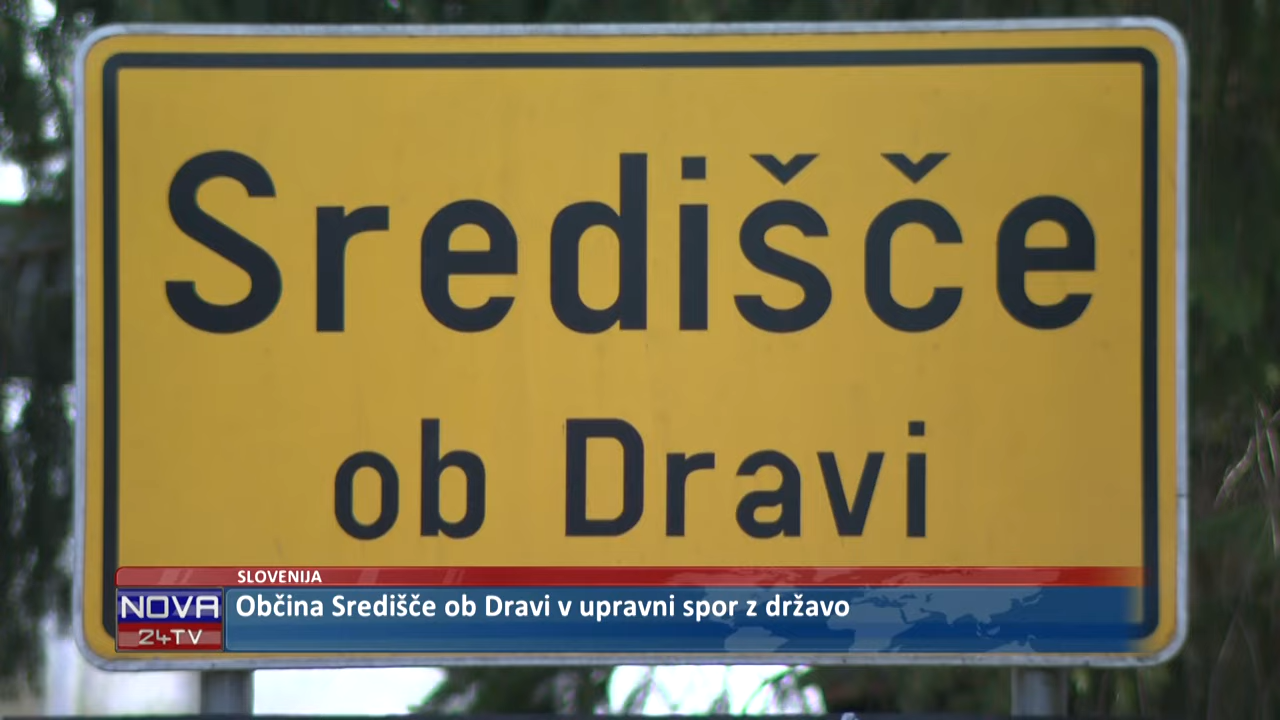 Središče
ob Dravi
SLOVENIJA
NOVA
24TV
Občina Središče ob Dravi v upravni spor z državo